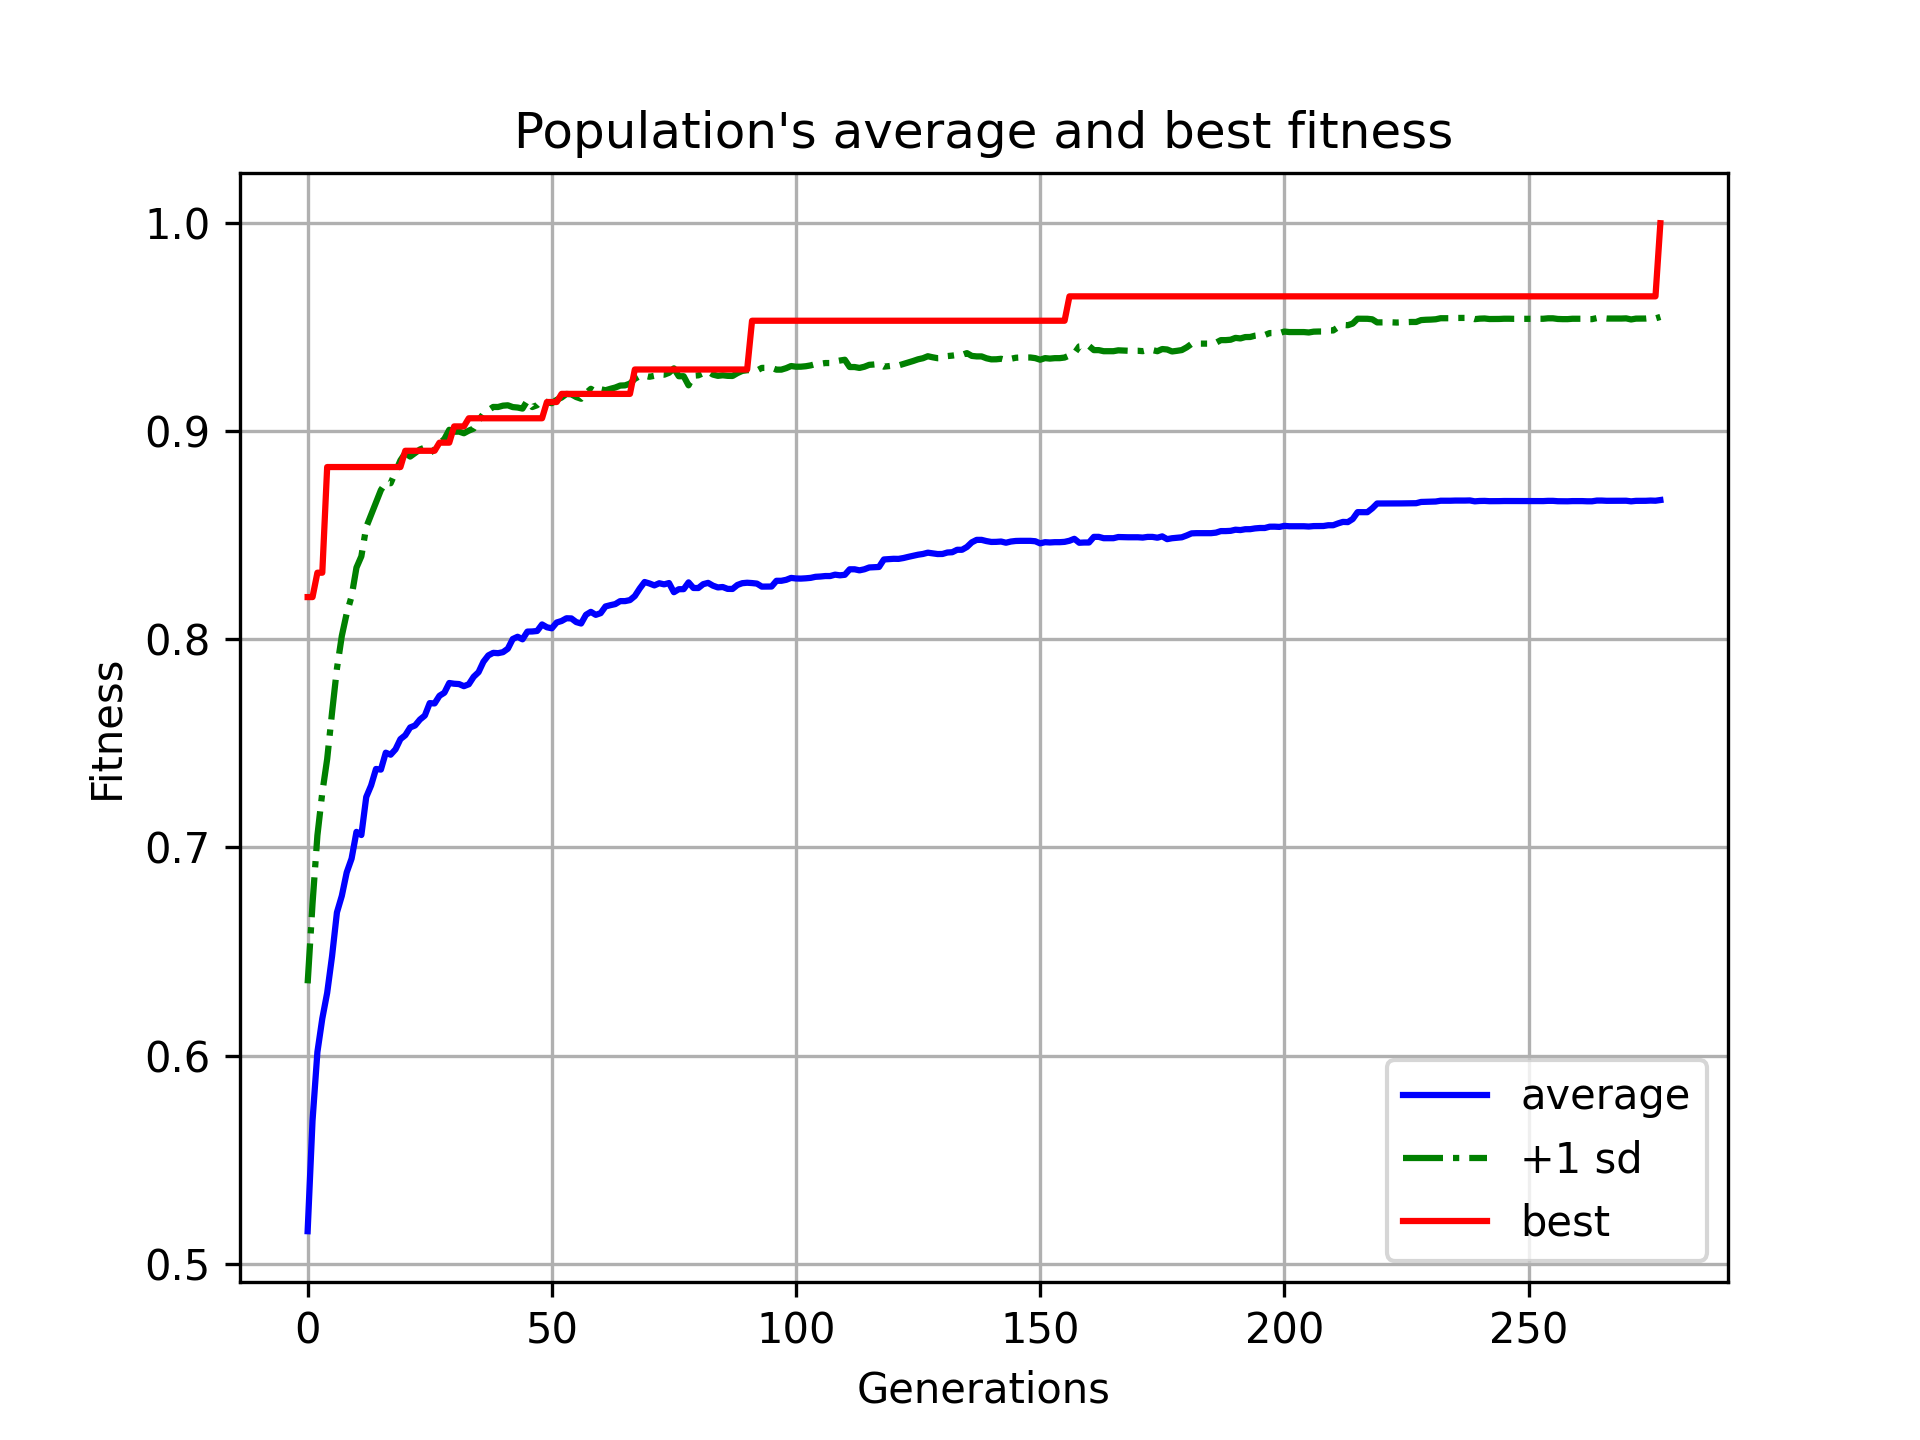 Population's average and best fitness
1.0
0.9
0.8
0.7
0.6
0.5
Fitness
0
50
100
150
200
250
Generations
average
+1 sd
best